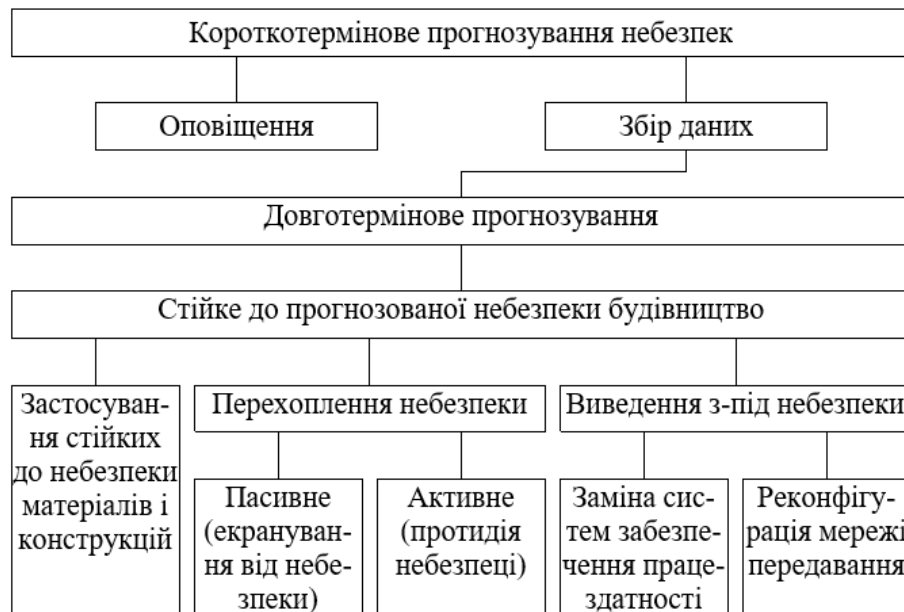 Короткотермінове прогнозування небезпек
Оповіщення
Збір даних
Довготермінове прогнозування
Стійке до прогнозованої небезпеки будівництво
Застосуван-
ня стійких
до небезпеки
матеріалів і
конструкцій
Перехоплення небезпеки
Виведення з-під небезпеки
Пасивне
(екрануван-
ня від небе-
зпеки)
Активне
(протидія
небезпеці)
Заміна сис-
тем забезпе-
чення праце-
здатності
Реконфігу-
рація мережі
передавання